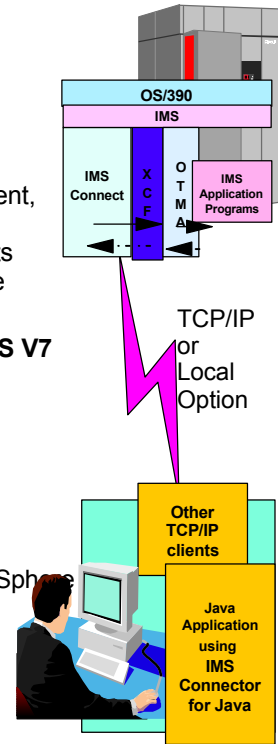 OS/390
IMS
IMS
Connect
X
C
F
O
T
M
A
IMS
Application
Programs
ent,
ts
e
S V7
TCP/IP
or
Local
Option
Other
TCP/IP
clients
Sphere
Java
Application
using
IMS
Connector
for Java